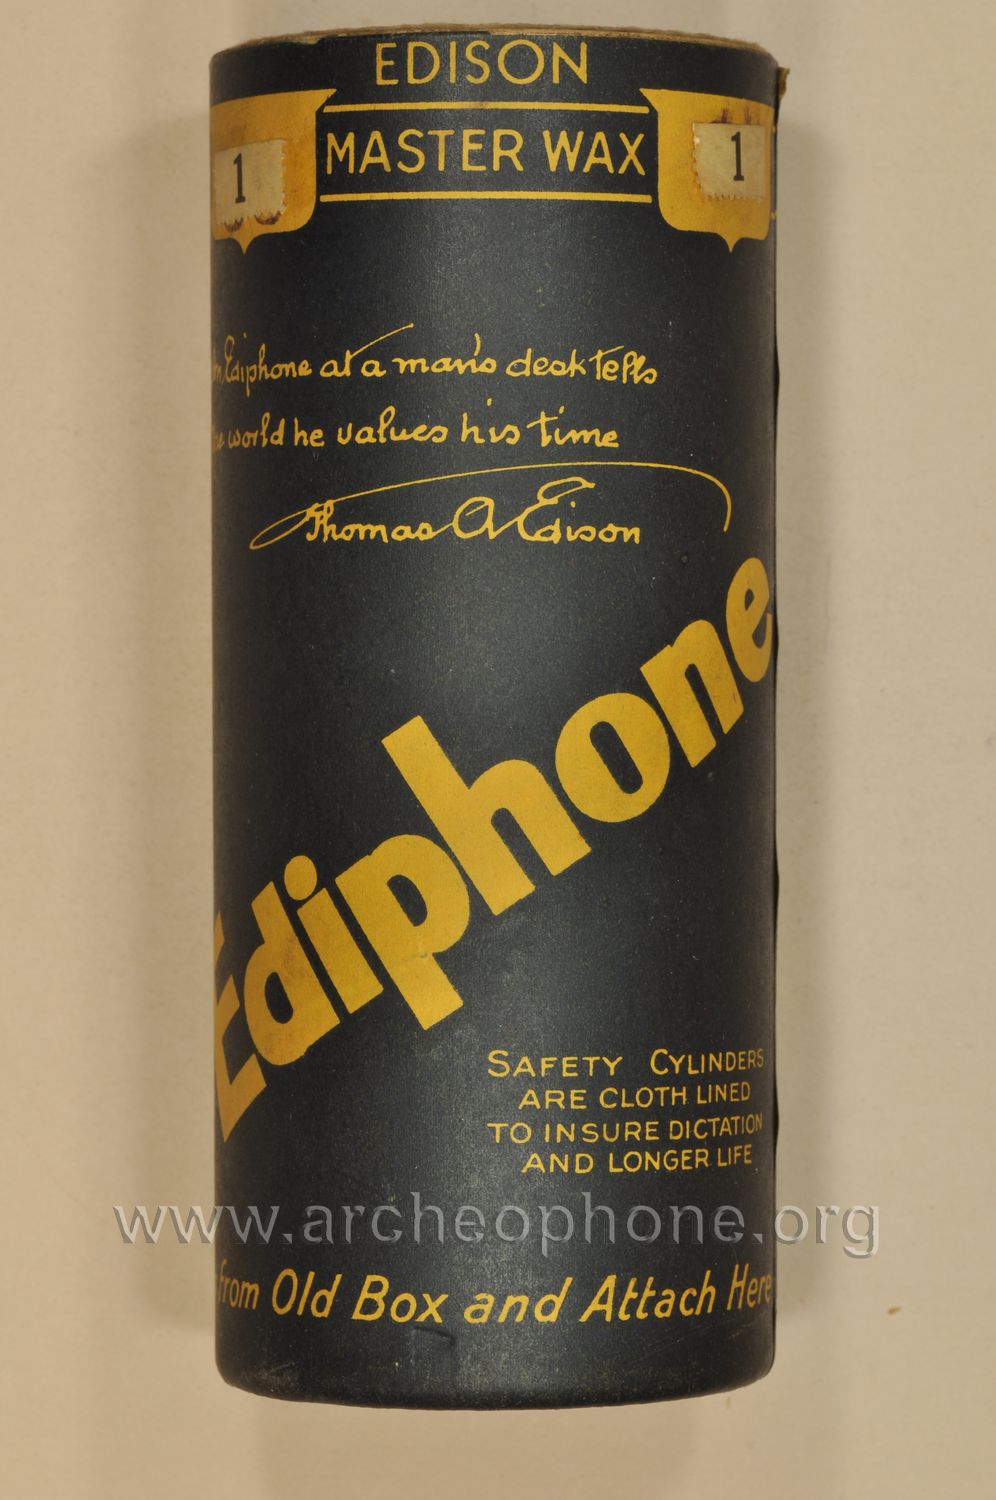 EDISON
MASTER WAX
1
1
Ediphone at a man's desk tells
world he values his time
Thomas A Edison
Ediphone
SAFETY CYLINDERS
ARE CLOTH LINED
TO INSURE DICTATION
AND LONGER LIFE
www.archeophone.org
from Old Box and Attach Here